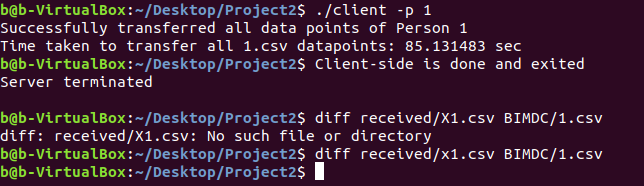 b@b-VirtualBox:~/Desktop/Project2$ ./client -p 1
Successfully transferred all data points of Person 1
Time taken to transfer all 1.csv datapoints: 85.131483 sec
b@b-VirtualBox:~/Desktop/Project2$ Client-side is done and exited
Server terminated
b@b-VirtualBox:~/Desktop/Project2$ diff received/X1.csv BIMDC/1.csv
diff: received/X1.csv: No such file or directory
b@b-VirtualBox:~/Desktop/Project2$ diff received/x1.csv BIMDC/1.csv
b@b-VirtualBox:~/Desktop/Project2$